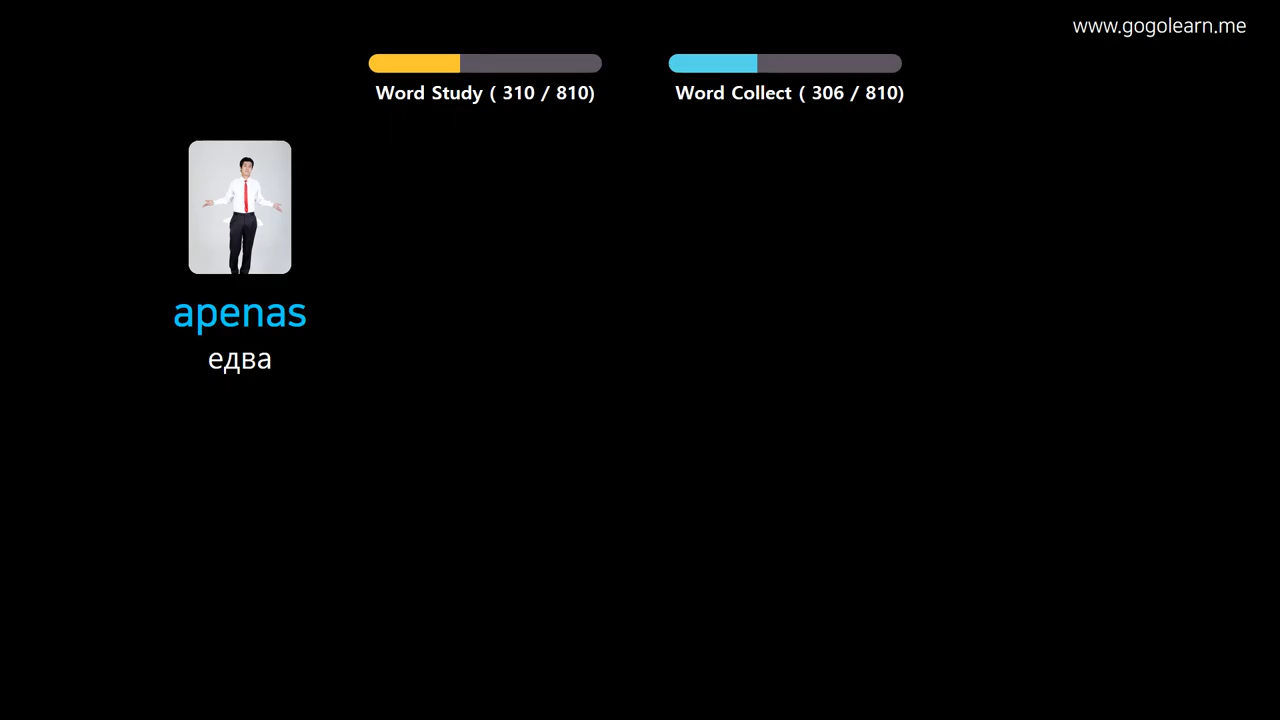 www.gogolearn.me
Word Study ( 310 / 810)
Word Collect ( 306 / 810)
apenas
едва